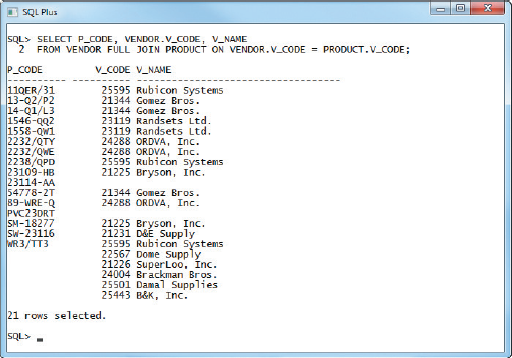 SQL Plus
SQL> SELECT P_CODE, VENDOR.V_CODE, V_NAME
2 FROM VENDOR FULL JOIN PRODUCT ON VENDOR.V_CODE = PRODUCT.V_CODE;
P_CODE V_CODE V_NAME
---------- ---------- -----------------------------------
11QER/31 25595 Rubicon Systems
13-Q2/P2 21344 Gomez Bros.
14-Q1/L3 21344 Gomez Bros.
1546-QQ2 23119 Randsets Ltd.
1558-QW1 23119 Randsets Ltd.
2232/QTY 24288 ORDVA, Inc.
2232/QWE 24288 ORDVA, Inc.
2238/QPD 25595 Rubicon Systems
23109-HB 21225 Bryson, Inc.
23114-AA
54778-2T 21344 Gomez Bros.
89-WRE-Q 24288 ORDVA, Inc.
PVC23DRT
SM-18277 21225 Bryson, Inc.
SW-23116 21231 D&E Supply
WR3/TT3 25595 Rubicon Systems
22567 Dome Supply
21226 SuperLoo, Inc.
24004 Brackman Bros.
25501 Damal Supplies
25443 B&K, Inc.
21 rows selected.
SQL> _